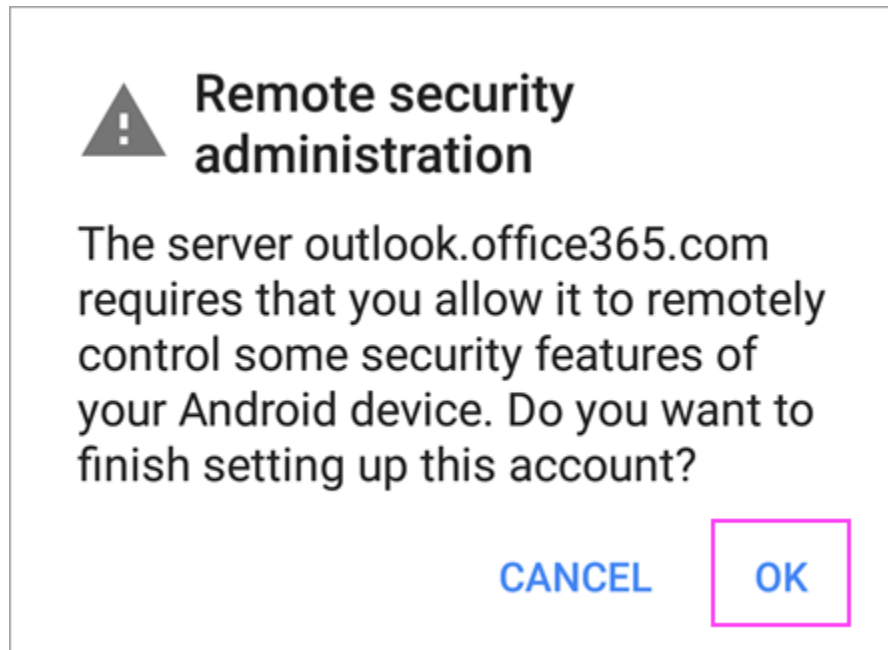 Remote security
administration
The server outlook.office365.com
requires that you allow it to remotely
control some security features of
your Android device. Do you want to
finish setting up this account?
CANCEL OK